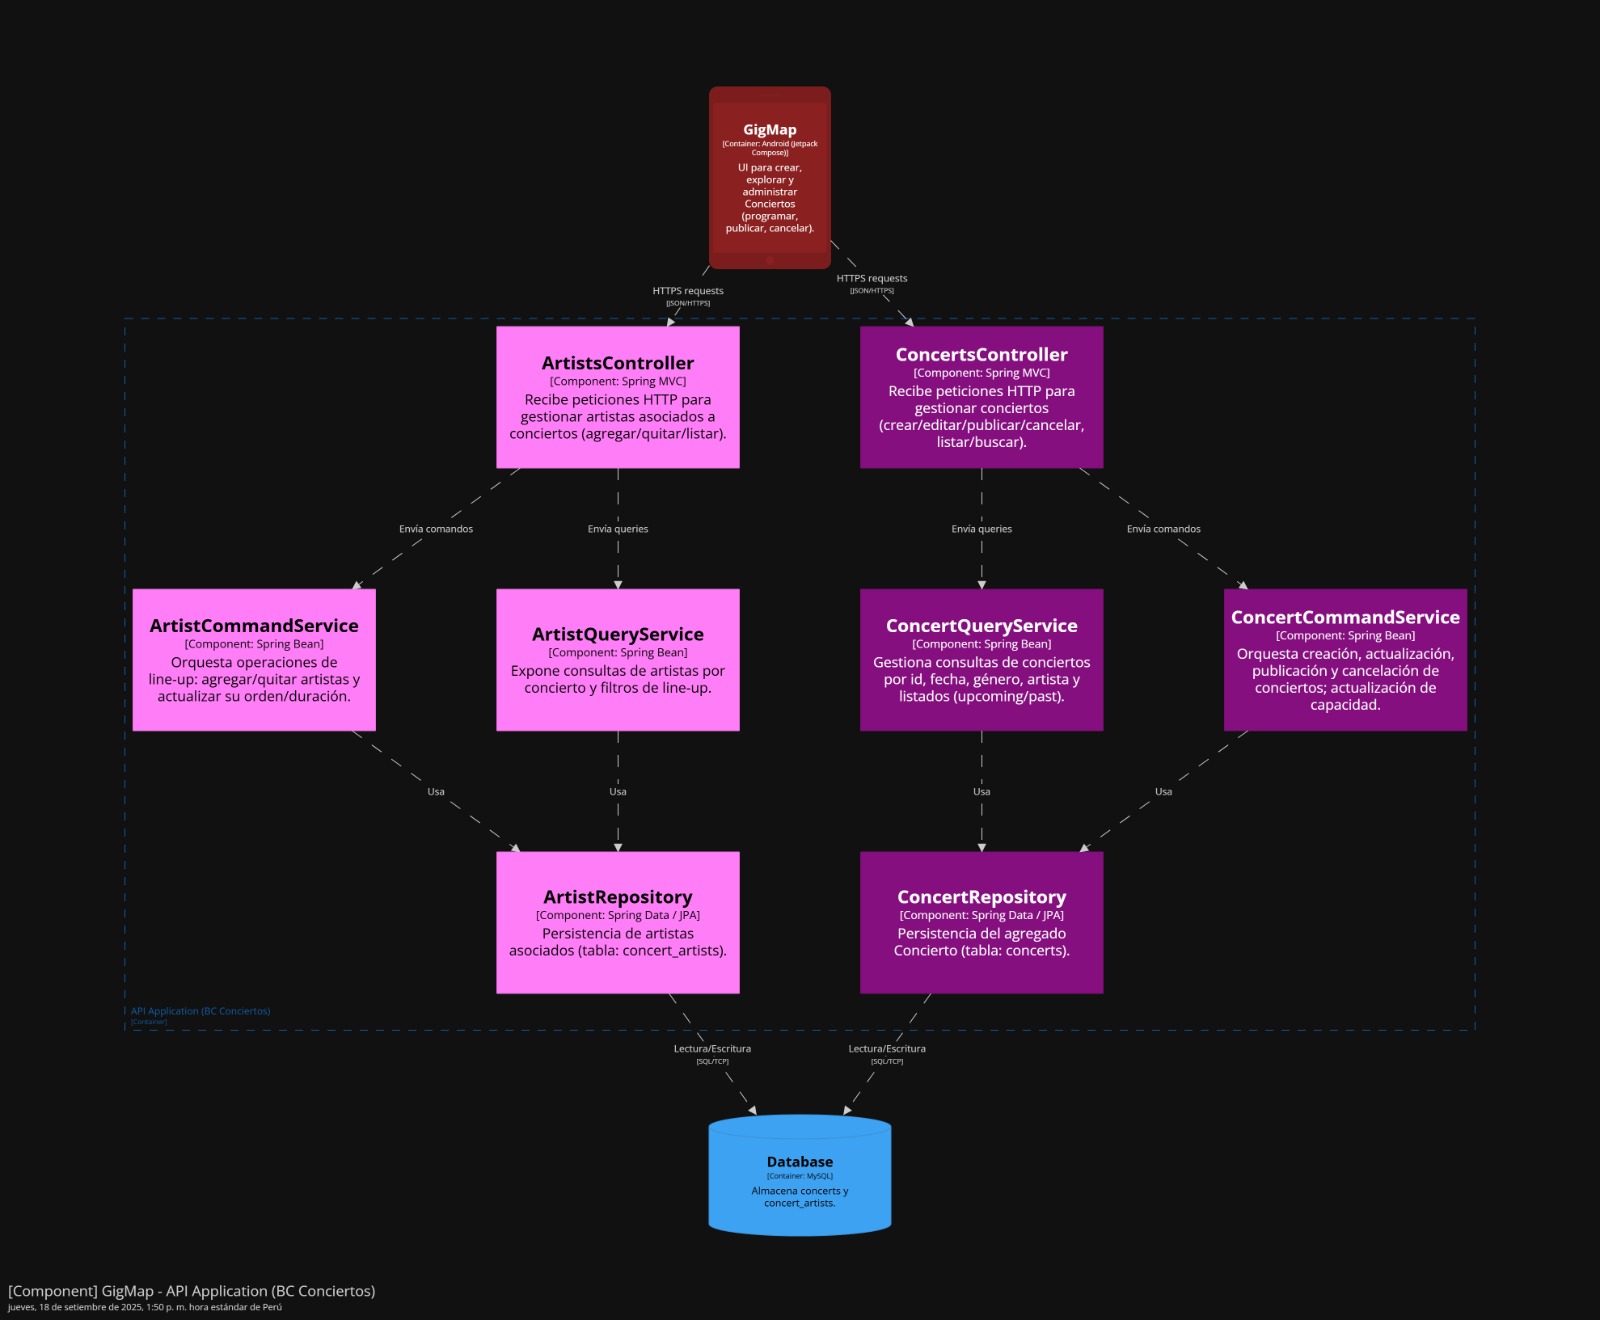 GigMap
[Container: Android (Jetpack
Compose)]
UI para crear,
explorar y
administrar
Conciertos
(programar,
publicar, cancelar).
HTTPS requests
[JSON/HTTPS]
HTTPS requests
[JSON/HTTPS]
ArtistsController
[Component: Spring MVC]
Recibe peticiones HTTP para
gestionar artistas asociados a
conciertos (agregar/quitar/listar).
ConcertsController
[Component: Spring MVC]
Recibe peticiones HTTP para
gestionar conciertos
(crear/editar/publicar/cancelar,
listar/buscar).
Envía comandos
Envía queries
Envía queries
Envía comandos
ArtistCommandService
[Component: Spring Bean]
Orquesta operaciones de
line-up: agregar/quitar artistas y
actualizar su orden/duración.
ArtistQueryService
[Component: Spring Bean]
Expone consultas de artistas por
concierto y filtros de line-up.
ConcertQueryService
[Component: Spring Bean]
Gestiona consultas de conciertos
por id, fecha, género, artista y
listados (upcoming/past).
ConcertCommandService
[Component: Spring Bean]
Orquesta creación, actualización,
publicación y cancelación de
conciertos; actualización de
capacidad.
Usa
Usa
Usa
Usa
ArtistRepository
[Component: Spring Data / JPA]
Persistencia de artistas
asociados (tabla: concert_artists).
ConcertRepository
[Component: Spring Data / JPA]
Persistencia del agregado
Concierto (tabla: concerts).
API Application (BC Conciertos)
[Container]
Lectura/Escritura
[SQL/TCP]
Lectura/Escritura
[SQL/TCP]
Database
[Container: MySQL]
Almacena concerts y
concert_artists.
[Component] GigMap - API Application (BC Conciertos)
jueves, 18 de setiembre de 2025, 1:50 p. m. hora estándar de Perú